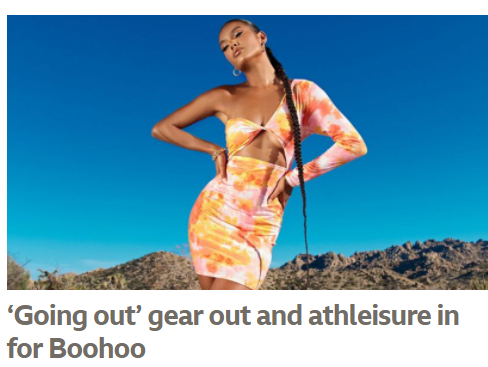 ‘Going out’ gear out and athleisure in
for Boohoo